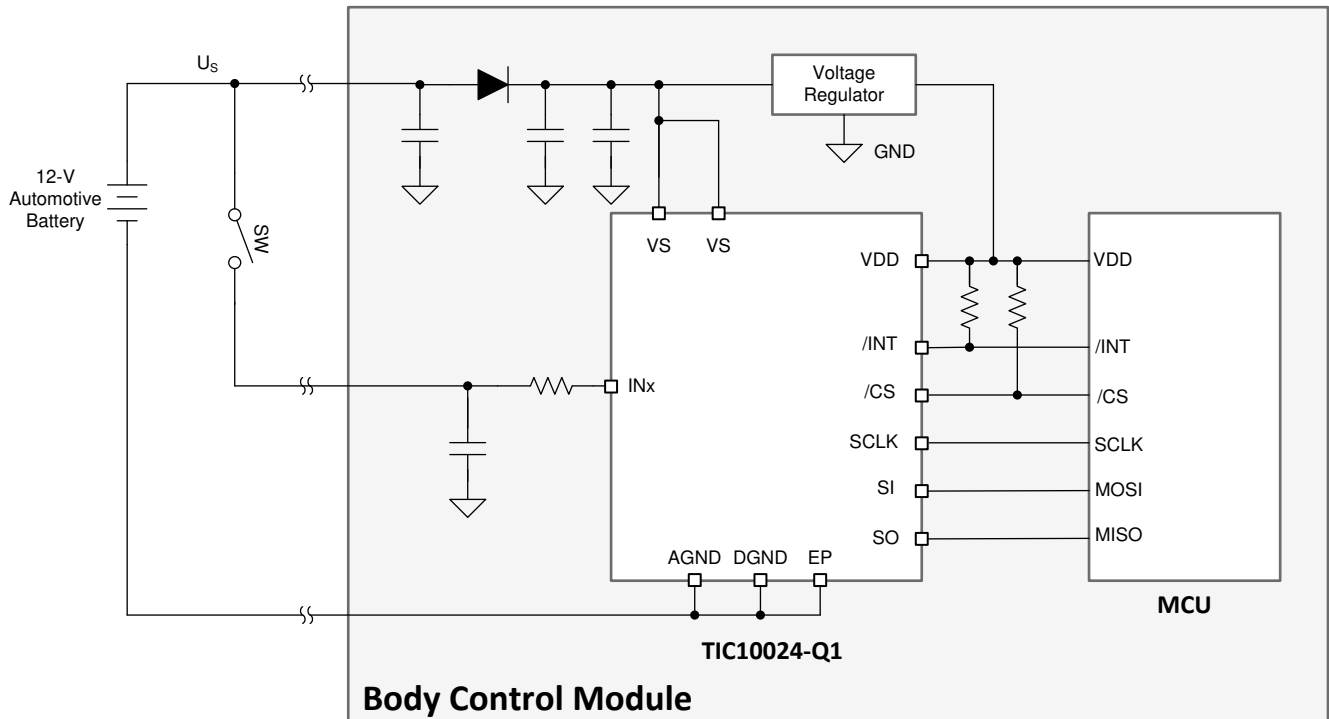 Us
Voltage
Regulator
GND
12-V
Automotive
Battery
SW
VS
VS
VDD
VDD
/INT
/INT
INx
/CS
/CS
SCLK
SCLK
SI
MOSI
SO
MISO
AGND
DGND
EP
MCU
TIC10024-Q1
Body Control Module